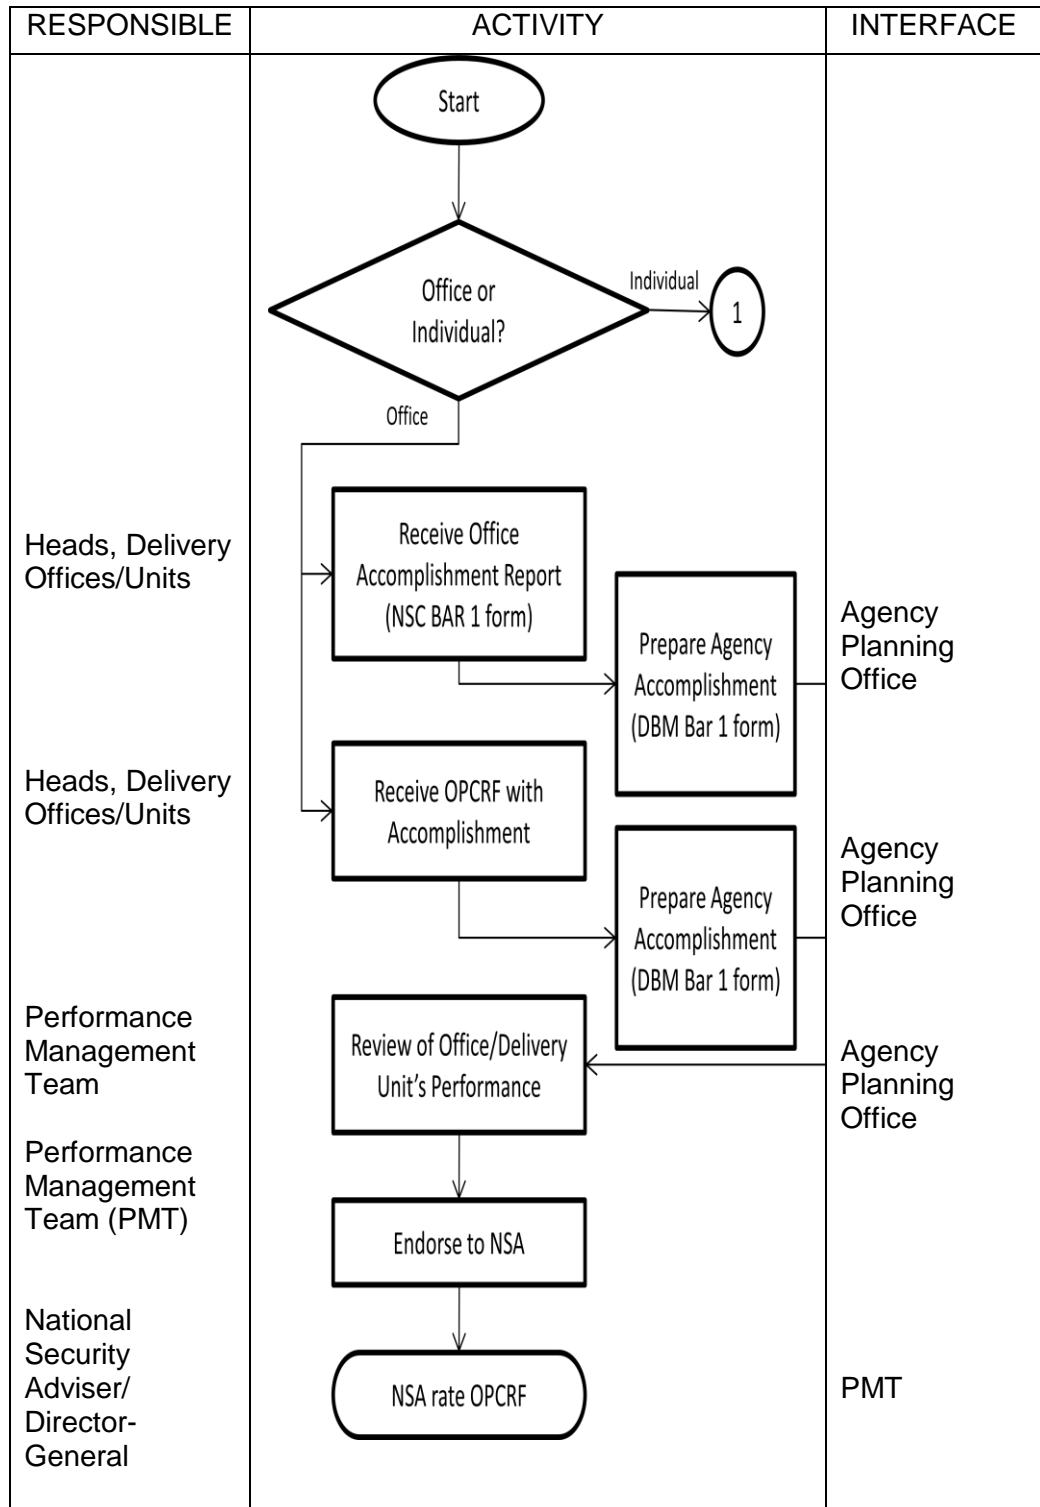 RESPONSIBLE
ACTIVITY
INTERFACE
Start
Office or
Individual?
Individual
1
Office
Heads, Delivery
Offices/Units
Receive Office
Accomplishment Report
(NSC BAR 1 form)
Prepare Agency
Accomplishment
(DBM Bar 1 form)
Agency
Planning
Office
Heads, Delivery
Offices/Units
Receive OPCRF with
Accomplishment
Prepare Agency
Accomplishment
(DBM Bar 1 form)
Agency
Planning
Office
Performance
Management
Team
Review of Office/Delivery
Unit's Performance
Agency
Planning
Office
Performance
Management
Team (PMT)
Endorse to NSA
National
Security
Adviser/
Director-
General
NSA rate OPCRF
PMT